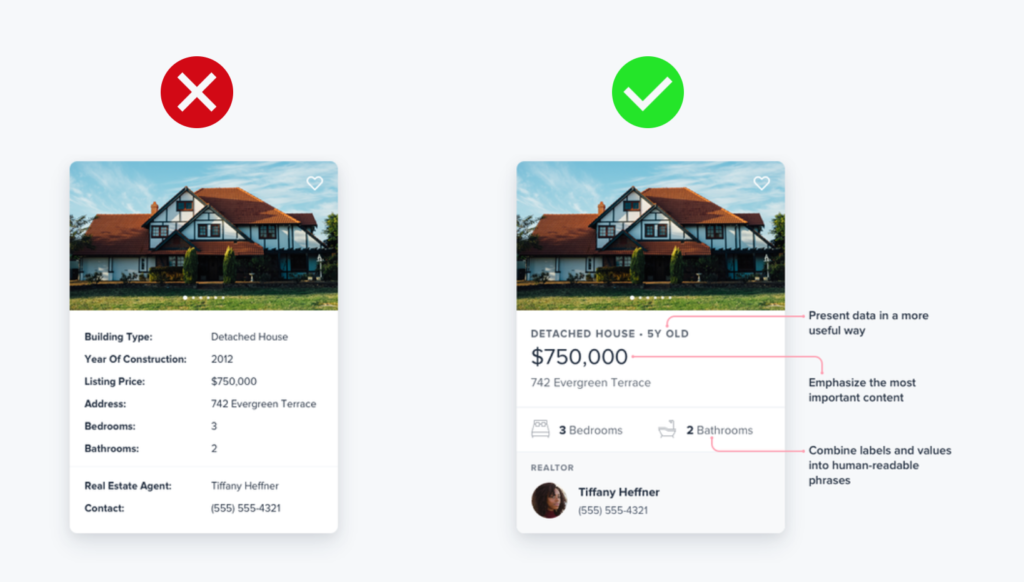 Building Type: Detached House
Year Of Construction: 2012
Listing Price: $750,000
Address: 742 Evergreen Terrace
Bedrooms: 3
Bathrooms: 2
Real Estate Agent: Tiffany Heffner
Contact: (555) 555-4321
DETACHED HOUSE • 5Y OLD
$750,000
742 Evergreen Terrace
3 Bedrooms
2 Bathrooms
REALTOR
Tiffany Heffner
(555) 555-4321
Present data in a more
useful way
Emphasize the most
important content
Combine labels and values
into human-readable
phrases